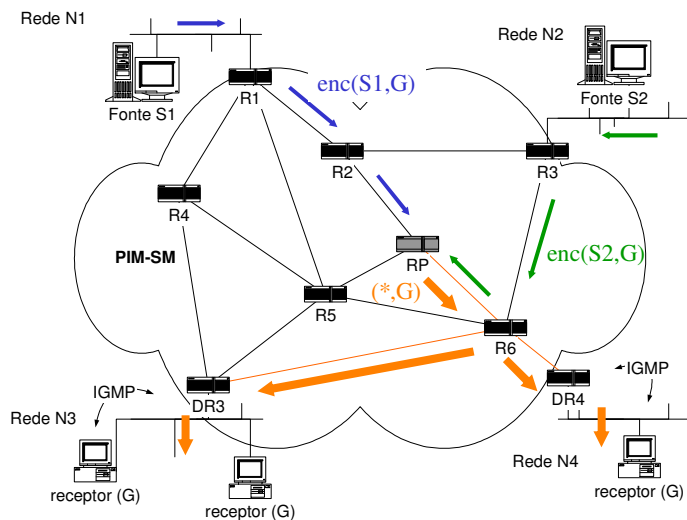 Rede N1
Rede N2
Fonte S1
R1
enc(S1,G)
Fonte S2
R2
R3
R4
PIM-SM
RP
enc(S2,G)
(*,G)
R5
R6
IGMP
DR3
DR4
IGMP
Rede N3
Rede N4
receptor (G)
receptor (G)
receptor (G)